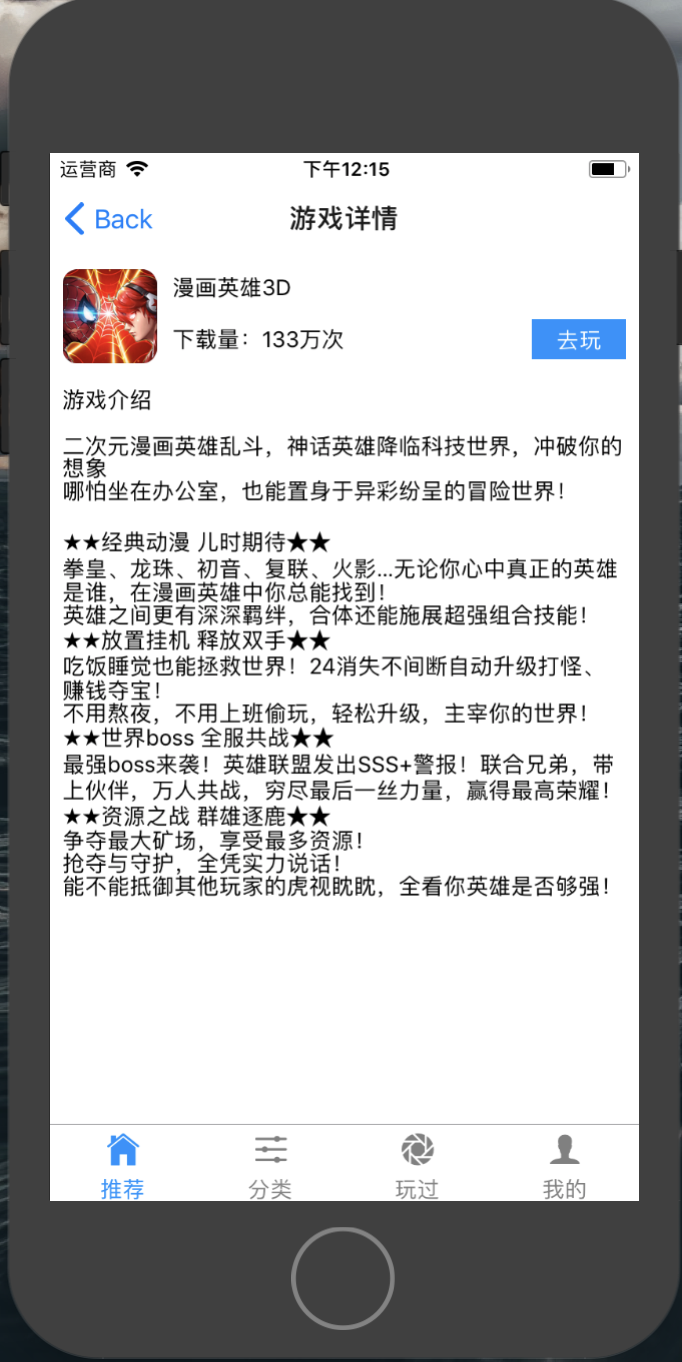 运营商
下午12:15
Back
游戏详情
漫画英雄3D
下载量：133万次
去玩
游戏介绍
二次元漫画英雄乱斗，神话英雄降临科技世界，冲破你的
想象
哪怕坐在办公室，也能置身于异彩纷呈的冒险世界！
★★经典动漫 儿时期待★★
拳皇、龙珠、初音、复联、火影...无论你心中真正的英雄
是谁，在漫画英雄中你总能找到！
英雄之间更有深深羁绊，合体还能施展超强组合技能！
★★放置挂机 释放双手★★
吃饭睡觉也能拯救世界！24消失不间断自动升级打怪、
赚钱夺宝！
不用熬夜，不用上班偷玩，轻松升级，主宰你的世界！
★★世界boss 全服共战★★
最强boss来袭！英雄联盟发出SSS+警报！联合兄弟，带
上伙伴，万人共战，穷尽最后一丝力量，赢得最高荣耀！
★★资源之战 群雄逐鹿★★
争夺最大矿场，享受最多资源！
抢夺与守护，全凭实力说话！
能不能抵御其他玩家的虎视眈眈，全看你英雄是否够强！
推荐
分类
玩过
我的